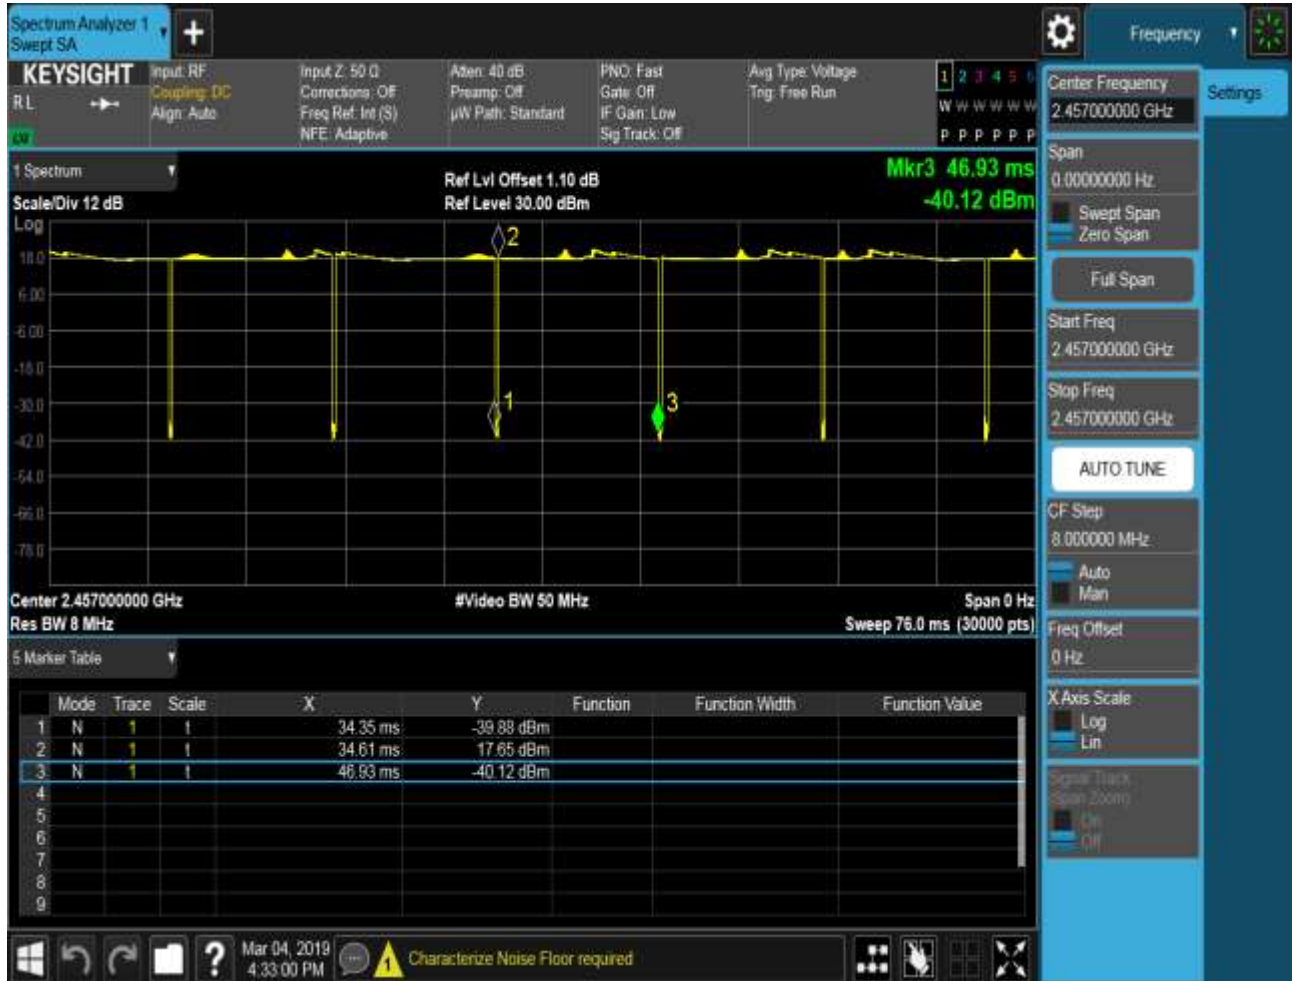 Spectrum Analyzer 1
Swept SA
Frequency
KEYSIGHT
RL
Input: RF
Coupling: DC
Align: Auto
Input Z: 50 Ω
Corrections: Off
Freq Ref: Int (S)
NFE: Adaptive
Atten: 40 dB
Preamp: Off
µW Path: Standard
PNO: Fast
Gate: Off
IF Gain: Low
Sig Track: Off
Avg Type: Voltage
Trig: Free Run
1 2 3 4 5 6
W W W W W W
P P P P P P
1 Spectrum
Scale/Div 12 dB
Log
Ref Lvl Offset 1.10 dB
Ref Level 30.00 dBm
Mkr3 46.93 ms
-40.12 dBm
18.0
6.00
-6.00
-18.0
-30.0
-42.0
-54.0
-66.0
-78.0
2
1
3
Center 2.457000000 GHz
Res BW 8 MHz
#Video BW 50 MHz
Span 0 Hz
Sweep 76.0 ms (30000 pts)
5 Marker Table
Mode Trace Scale X Y Function Function Width Function Value
1 N 1 t 34.35 ms -39.88 dBm
2 N 1 t 34.61 ms 17.65 dBm
3 N 1 t 46.93 ms -40.12 dBm
4
5
6
7
8
9
Mar 04, 2019
4:33:00 PM
1
Characterize Noise Floor required
Center Frequency
2.457000000 GHz
Settings
Span
0.00000000 Hz
Swept Span
Zero Span
Full Span
Start Freq
2.457000000 GHz
Stop Freq
2.457000000 GHz
AUTO TUNE
CF Step
8.000000 MHz
Auto
Man
Freq Offset
0 Hz
X Axis Scale
Log
Lin
Signal Track
(Span Zoom)
On
Off